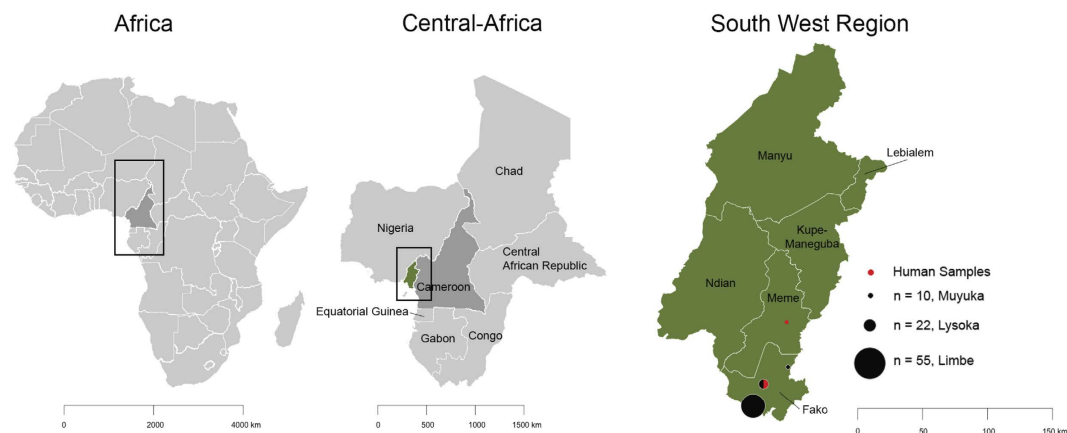 Africa
Central-Africa
South West Region
Chad
Nigeria
Central
African Republic
Cameroon
Equatorial Guinea
Gabon
Congo
Manyu
Lebialem
Kupe-
Maneguba
Ndian
Meme
Fako
Human Samples
n = 10, Muyuka
n = 22, Lysoka
n = 55, Limbe
0 2000 4000 km
0 500 1000 1500 km
0 50 100 150 km